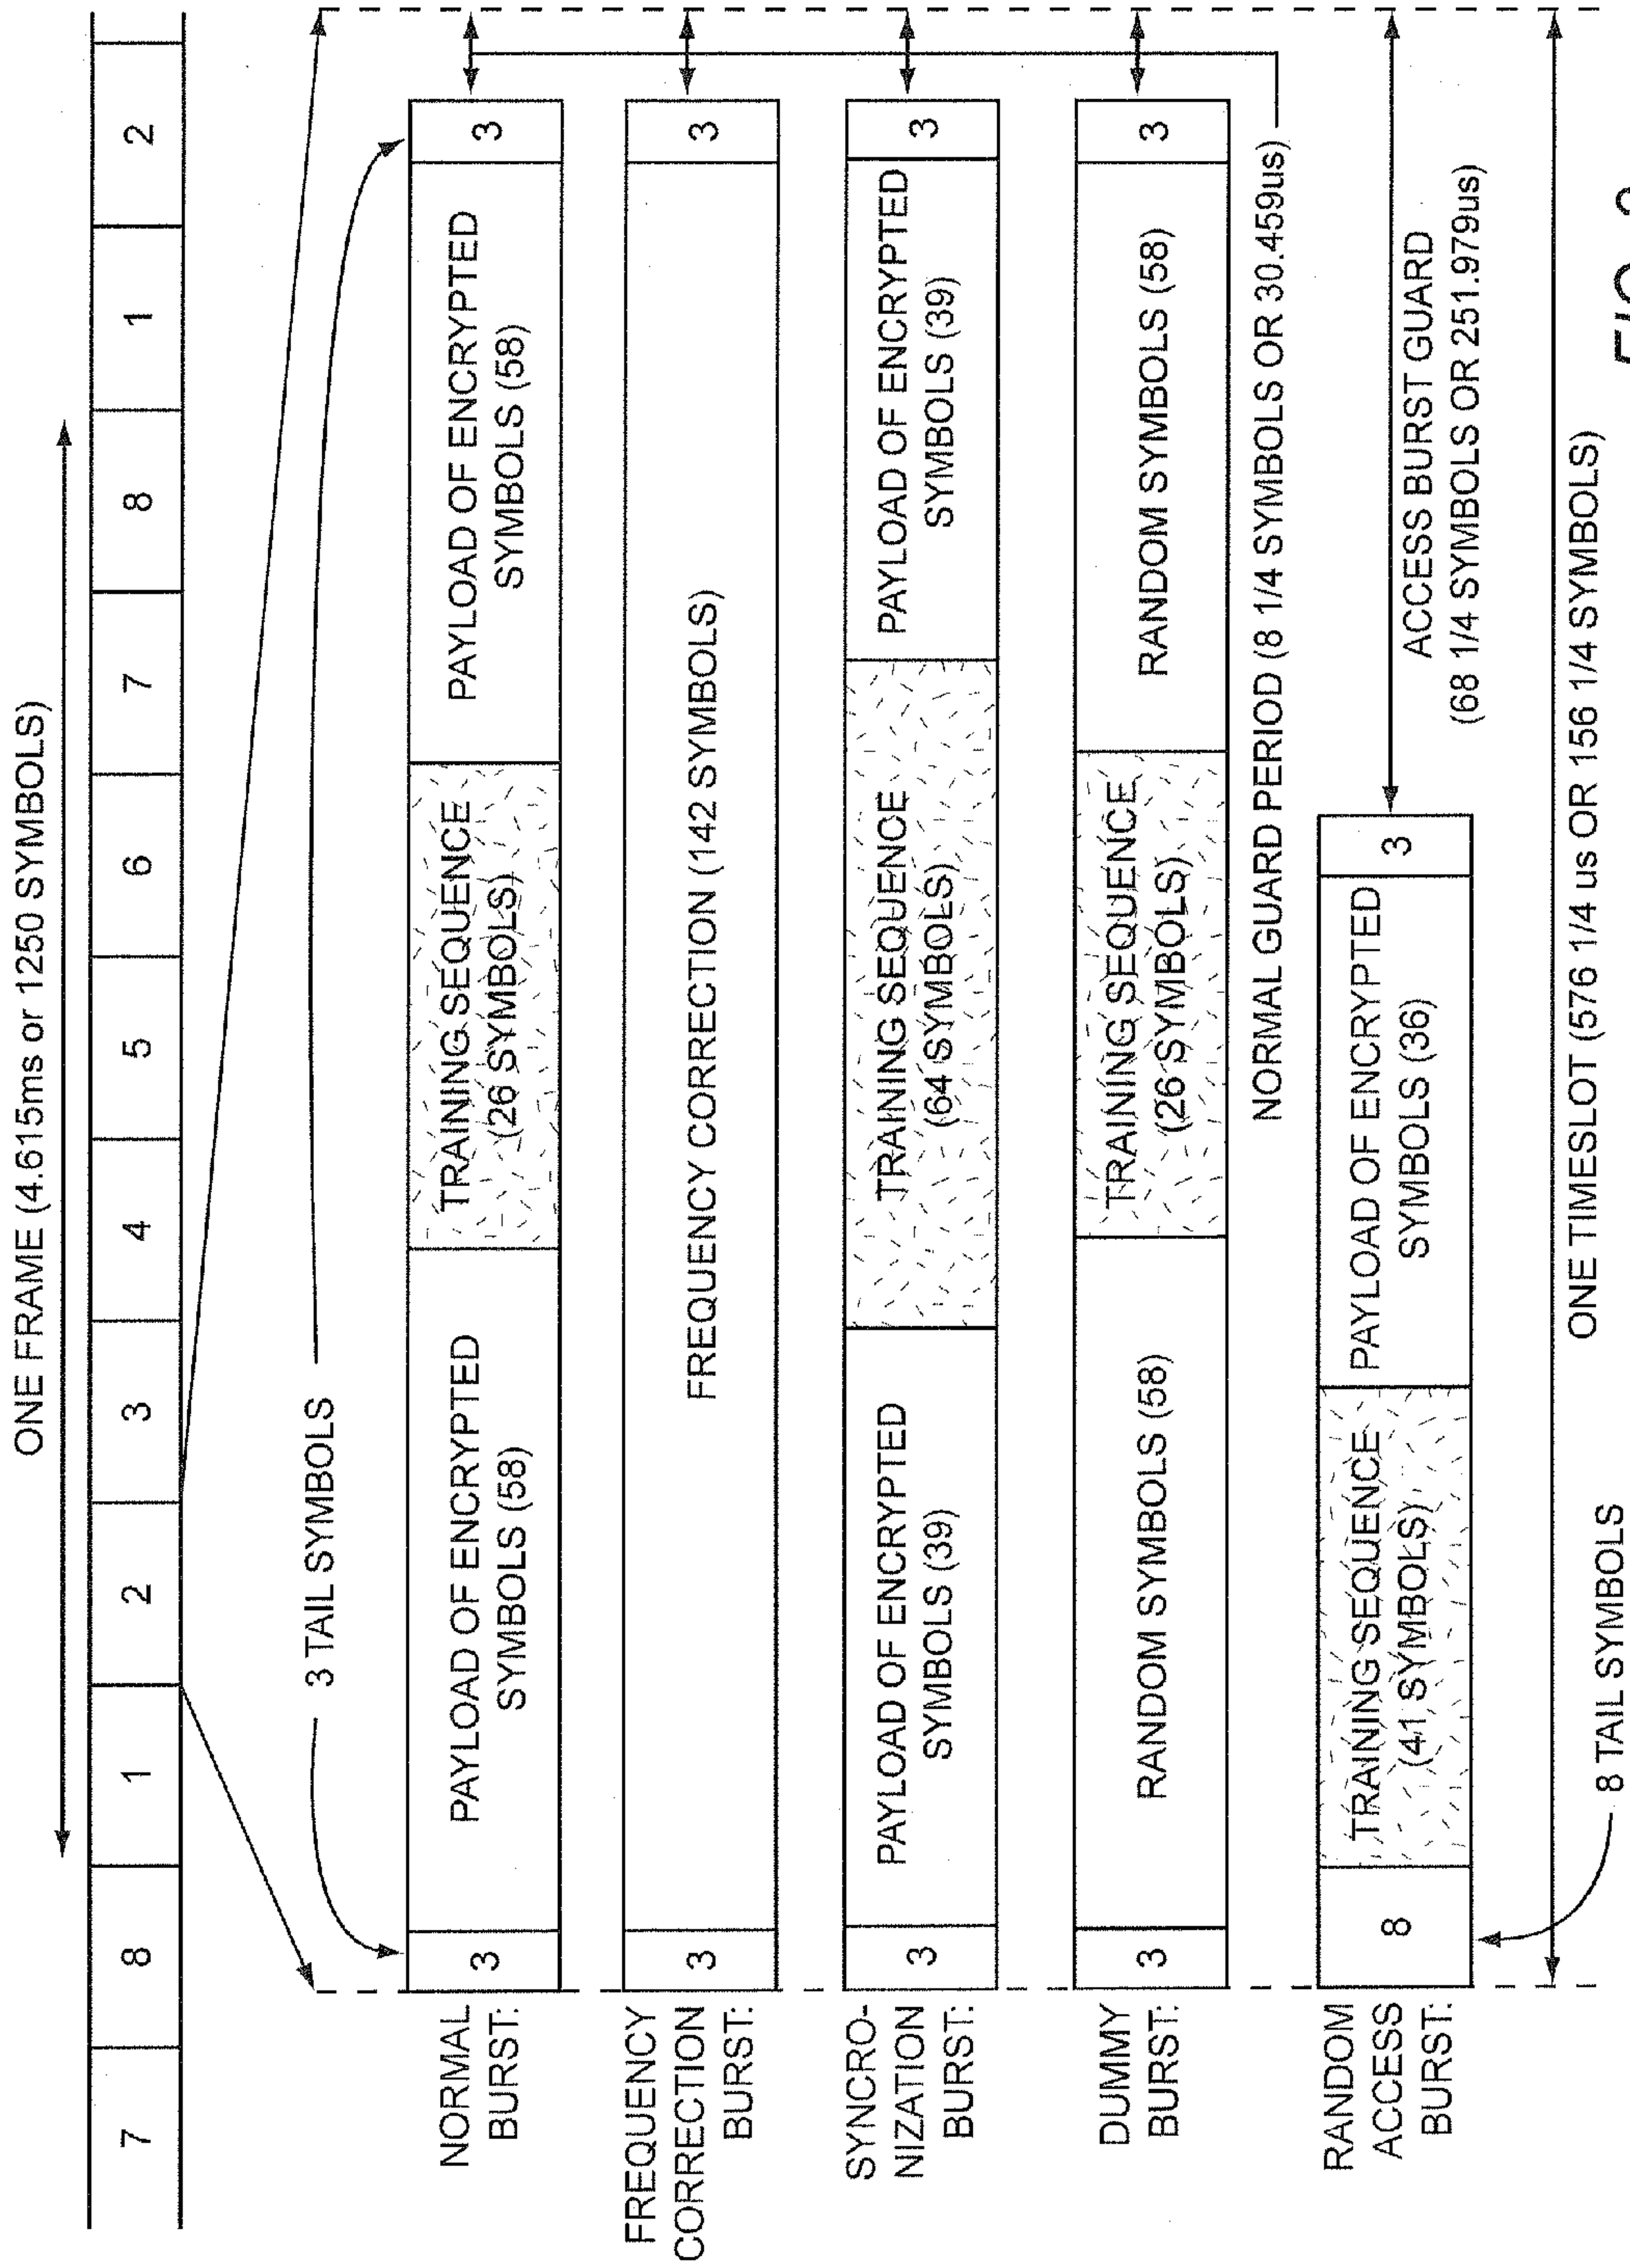 ONE FRAME (4.615ms or 1250 SYMBOLS)
7 8 1 2 3 4 5 6 7 8 1 2
3 TAIL SYMBOLS
NORMAL
BURST:
3
PAYLOAD OF ENCRYPTED
SYMBOLS (58)
TRAINING SEQUENCE
(26 SYMBOLS)
PAYLOAD OF ENCRYPTED
SYMBOLS (58)
3
FREQUENCY
CORRECTION
BURST:
3
FREQUENCY CORRECTION (142 SYMBOLS)
3
SYNCRO-
NIZATION
BURST:
3
PAYLOAD OF ENCRYPTED
SYMBOLS (39)
TRAINING SEQUENCE
(64 SYMBOLS)
PAYLOAD OF ENCRYPTED
SYMBOLS (39)
3
DUMMY
BURST:
3
RANDOM SYMBOLS (58)
TRAINING SEQUENCE
(26 SYMBOLS)
RANDOM SYMBOLS (58)
3
NORMAL GUARD PERIOD (8 1/4 SYMBOLS OR 30.459us)
RANDOM
ACCESS
BURST:
8
TRAINING SEQUENCE
(41 SYMBOLS)
PAYLOAD OF ENCRYPTED
SYMBOLS (36)
3
ACCESS BURST GUARD
(68 1/4 SYMBOLS OR 251.979us)
ONE TIMESLOT (576 1/4 us OR 156 1/4 SYMBOLS)
8 TAIL SYMBOLS